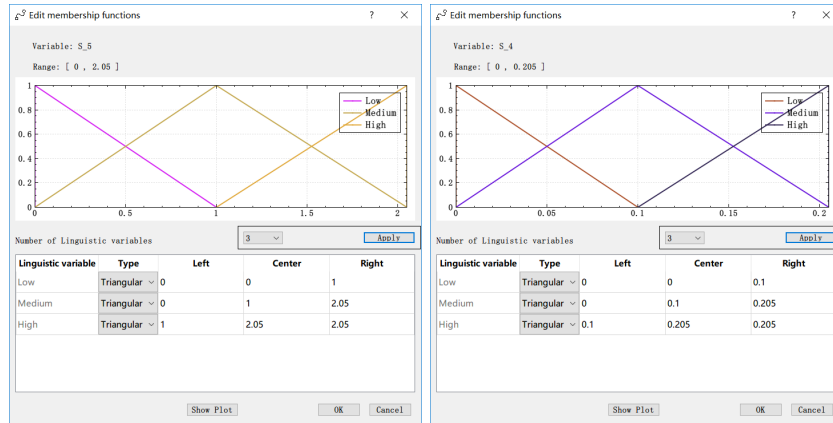 Edit membership functions ? ×
Variable: S_5
Range: [ 0 , 2.05 ]
1
0.8
0.6
0.4
0.2
0
0 0.5 1 1.5 2
Low
Medium
High
Number of Linguistic variables 3 Apply
Linguistic variable Type Left Center Right
Low Triangular 0 0 1
Medium Triangular 0 1 2.05
High Triangular 1 2.05 2.05
Show Plot OK Cancel
Edit membership functions ? ×
Variable: S_4
Range: [ 0 , 0.205 ]
1
0.8
0.6
0.4
0.2
0
0 0.05 0.1 0.15 0.2
Low
Medium
High
Number of Linguistic variables 3 Apply
Linguistic variable Type Left Center Right
Low Triangular 0 0 0.1
Medium Triangular 0 0.1 0.205
High Triangular 0.1 0.205 0.205
Show Plot OK Cancel